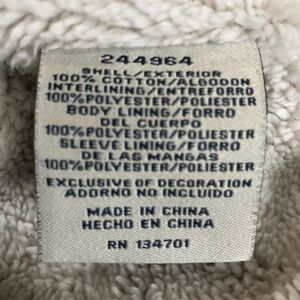 244964
SHELL/EXTERIOR
100% COTTON/ALGODON
INTERLINING/ENTREFORRO
100%POLYESTER/POLIESTER
BODY LINING/FORRO
DEL CUERPO
100%POLYESTER/POLIESTER
SLEEVE LINING/FORRO
DE LAS MANGAS
100%POLYESTER/POLIESTER
EXCLUSIVE OF DECORATION
ADORNO NO INCLUIDO
MADE IN CHINA
HECHO EN CHINA
RN 134701